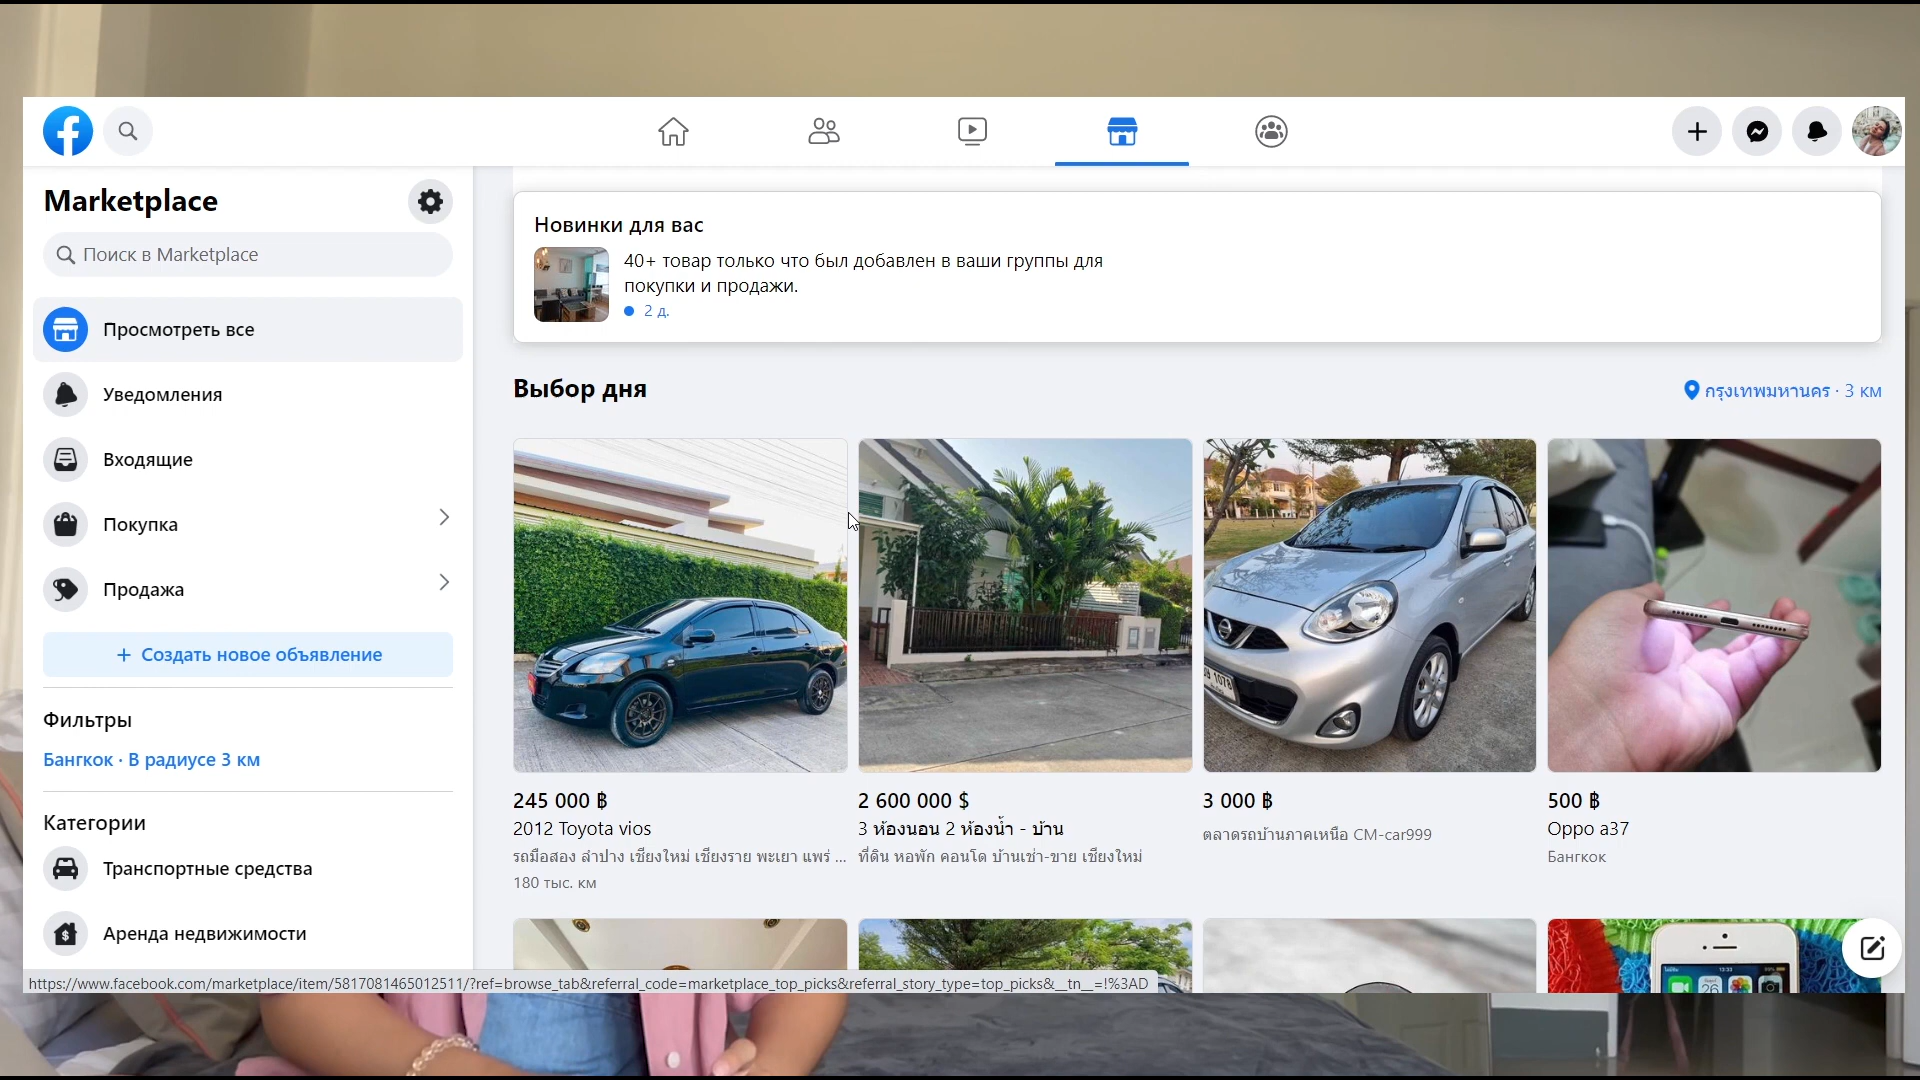 Marketplace
Поиск в Marketplace
Просмотреть все
Уведомления
Входящие
Покупка
Продажа
+ Создать новое объявление
Фильтры
Бангкок · В радиусе 3 км
Категории
Транспортные средства
Аренда недвижимости
Новинки для вас
40+ товар только что был добавлен в ваши группы для
покупки и продажи.
2 д.
Выбор дня
กรุงเทพมหานคร · 3 км
245 000 ฿
2012 Toyota vios
รถมือสอง ลำปาง เชียงใหม่ เชียงราย พะเยา แพร่ ...
180 тыс. км
2 600 000 $
3 ห้องนอน 2 ห้องน้ำ - บ้าน
ที่ดิน หอพัก คอนโด บ้านเช่า-ขาย เชียงใหม่
3 000 ฿
ตลาดรถบ้านภาคเหนือ CM-car999
500 ฿
Oppo a37
Бангкок
https://www.facebook.com/marketplace/item/5817081465012511/?ref=browse_tab&referral_code=marketplace_top_picks&referral_story_type=top_picks&__tn__=!%3AD